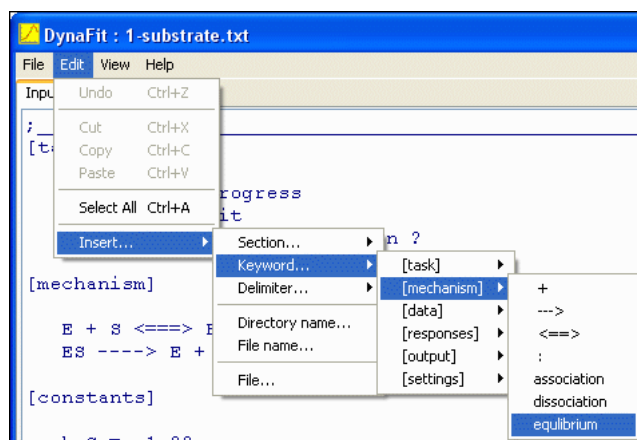 DynaFit : 1-substrate.txt
File Edit View Help
Undo Ctrl+Z
Cut Ctrl+X
Copy Ctrl+C
Paste Ctrl+V
Select All Ctrl+A
Insert...
Section...
Keyword...
Delimiter...
Directory name...
File name...
File...
[task]
[mechanism]
[data]
[responses]
[output]
[settings]
+
--->
<==>
:
association
dissociation
equlibrium
;
?
[mechanism]
E + S <===>
ES ----> E +
[constants]